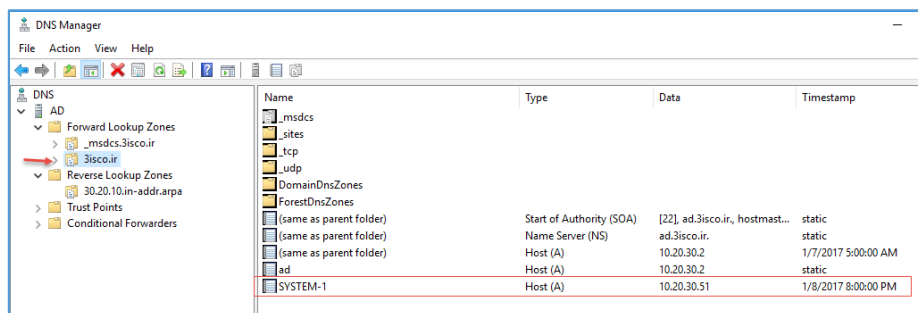 DNS Manager
File Action View Help
DNS
AD
Forward Lookup Zones
_msdcs.3isco.ir
3isco.ir
Reverse Lookup Zones
30.20.10.in-addr.arpa
Trust Points
Conditional Forwarders
Name Type Data Timestamp
_msdcs
_sites
_tcp
_udp
DomainDnsZones
ForestDnsZones
(same as parent folder) Start of Authority (SOA) [22], ad.3isco.ir., hostmast... static
(same as parent folder) Name Server (NS) ad.3isco.ir. static
(same as parent folder) Host (A) 10.20.30.2 1/7/2017 5:00:00 AM
ad Host (A) 10.20.30.2 static
SYSTEM-1 Host (A) 10.20.30.51 1/8/2017 8:00:00 PM